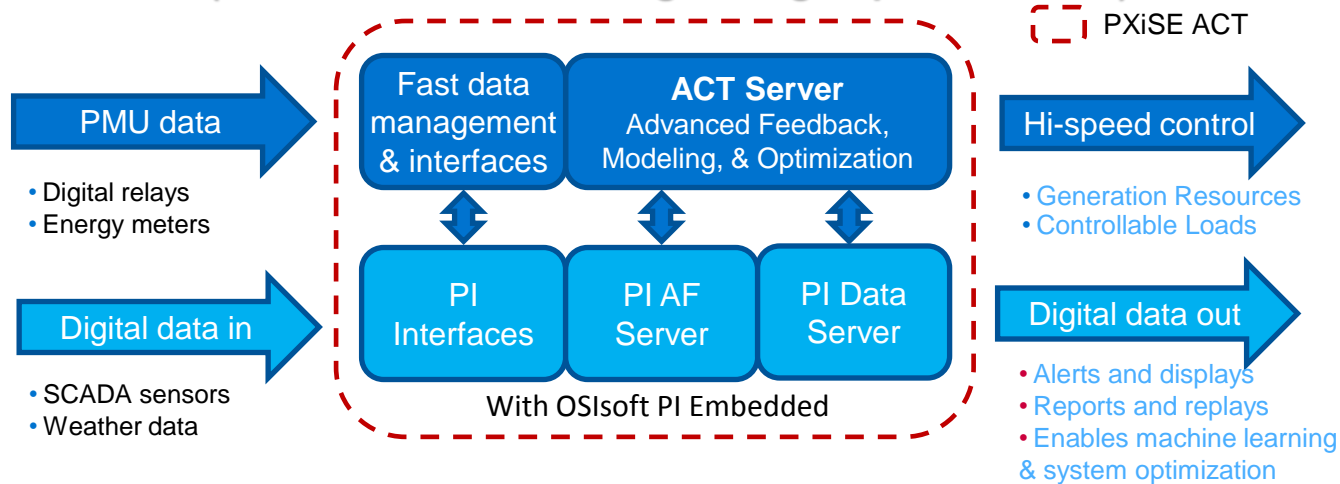 PXiSE ACT
PMU data
• Digital relays
• Energy meters
Digital data in
• SCADA sensors
• Weather data
Fast data
management
& interfaces
ACT Server
Advanced Feedback,
Modeling, & Optimization
PI
Interfaces
PI AF
Server
PI Data
Server
With OSIsoft PI Embedded
Hi-speed control
• Generation Resources
• Controllable Loads
Digital data out
• Alerts and displays
• Reports and replays
• Enables machine learning
& system optimization